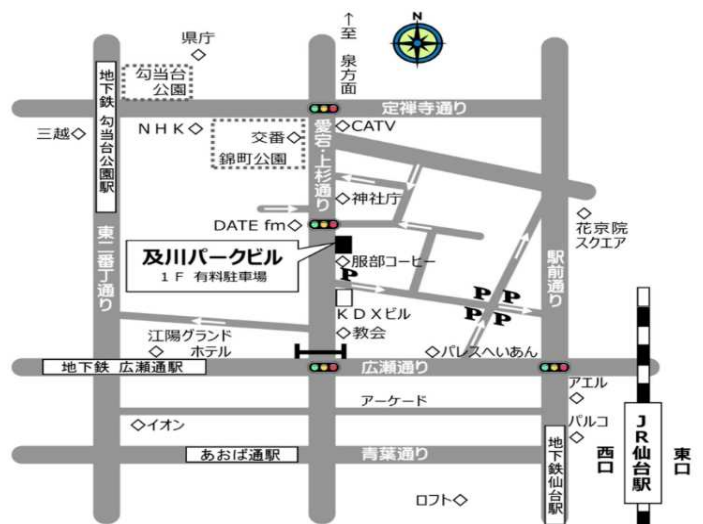 N
↑至 泉方面
県庁
勾当台
公園
地下鉄 勾当台公園駅
定禅寺通り
三越
NHK
交番
錦町公園
愛宕・上杉通り
CATV
神社庁
DATE fm
花京院
スクエア
及川パークビル
1F 有料駐車場
服部コーヒー
P
P P
P P
東二番丁通り
駅前通り
KDXビル
教会
江陽グランド
ホテル
パレスへいあん
地下鉄 広瀬通駅
広瀬通り
アエル
アーケード
パルコ
イオン
あおば通駅
青葉通り
地下鉄仙台駅
西口
JR仙台駅
東口
ロフト